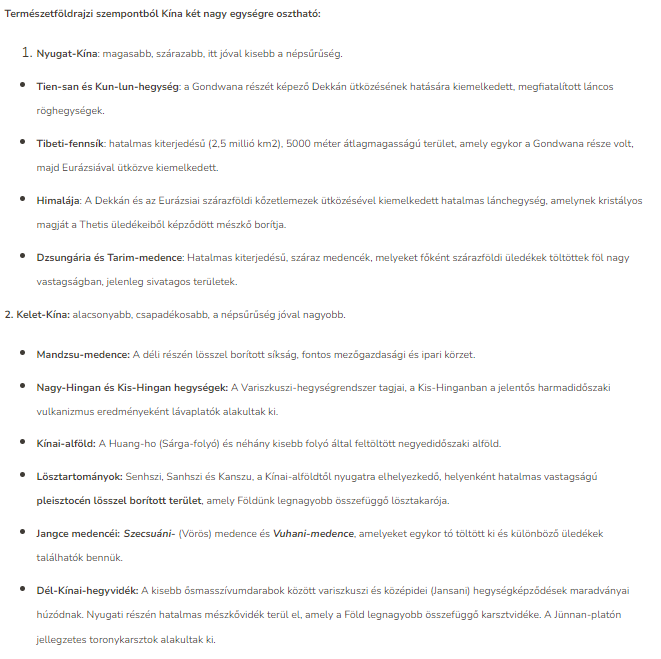 Természetföldrajzi szempontból Kína két nagy egységre osztható:
1. Nyugat-Kína: magasabb, szárazabb, itt jóval kisebb a népsűrűség.
• Tien-san és Kun-lun-hegység: a Gondwana részét képező Dekkán ütközésének hatására kiemelkedett, megfiatalított láncos
röghegységek.
• Tibeti-fennsík: hatalmas kiterjedésű (2,5 millió km2), 5000 méter átlagmagasságú terület, amely egykor a Gondwana része volt,
majd Eurázsiával ütközve kiemelkedett.
• Himalája: A Dekkán és az Eurázsiai szárazföldi kőzetlemezek ütközésével kiemelkedett hatalmas lánchegység, amelynek kristályos
magját a Thetis üledékeiből képződött mészkő borítja.
• Dzsungária és Tarim-medence: Hatalmas kiterjedésű, száraz medencék, melyeket főként szárazföldi üledékek töltöttek föl nagy
vastagságban, jelenleg sivatagos területek.
2. Kelet-Kína: alacsonyabb, csapadékosabb, a népsűrűség jóval nagyobb.
• Mandzsu-medence: A déli részén lösszel borított síkság, fontos mezőgazdasági és ipari körzet.
• Nagy-Hingan és Kis-Hingan hegységek: A Variszkuszi-hegységrendszer tagjai, a Kis-Hinganban a jelentős harmadidőszaki
vulkanizmus eredményeként lávaplatók alakultak ki.
• Kínai-alföld: A Huang-ho (Sárga-folyó) és néhány kisebb folyó által feltöltött negyedidőszaki alföld.
• Lösztartományok: Senhszi, Sanhszi és Kanszu, a Kínai-alföldtől nyugatra elhelyezkedő, helyenként hatalmas vastagságú
pleisztocén lösszel borított terület, amely Földünk legnagyobb összefüggő lösztakarója.
• Jangce medencéi: Szecsuáni- (Vörös) medence és Vuhani-medence, amelyeket egykor tó töltött ki és különböző üledékek
találhatók bennük.
• Dél-Kínai-hegyvidék: A kisebb ősmasszívumdarabok között variszkuszi és középidei (Jansani) hegységképződések maradványai
húzódnak. Nyugati részén hatalmas mészkővidék terül el, amely a Föld legnagyobb összefüggő karsztvidéke. A Jünnan-platón
jellegzetes toronykarsztok alakultak ki.